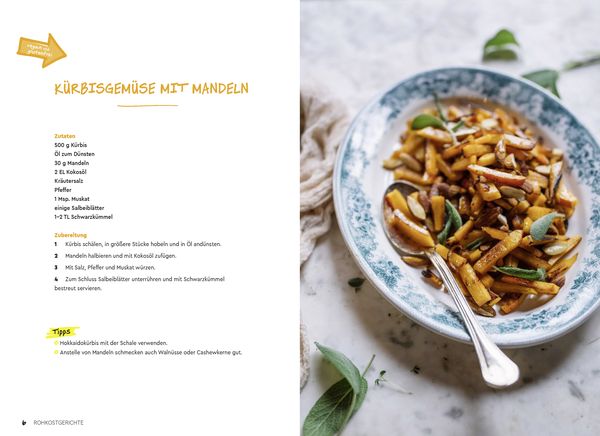 vegan und
glutenfrei
KÜRBISGEMÜSE MIT MANDELN
Zutaten
500 g Kürbis
Öl zum Dünsten
30 g Mandeln
2 EL Kokosöl
Kräutersalz
Pfeffer
1 Msp. Muskat
einige Salbeiblätter
1–2 TL Schwarzkümmel
Zubereitung
1 Kürbis schälen, in größere Stücke hobeln und in Öl andünsten.
2 Mandeln halbieren und mit Kokosöl zufügen.
3 Mit Salz, Pfeffer und Muskat würzen.
4 Zum Schluss Salbeiblätter unterrühren und mit Schwarzkümmel
bestreut servieren.
Tipps
Hokkaidokürbis mit der Schale verwenden.
Anstelle von Mandeln schmecken auch Walnüsse oder Cashewkerne gut.
6 ROHKOSTGERICHTE